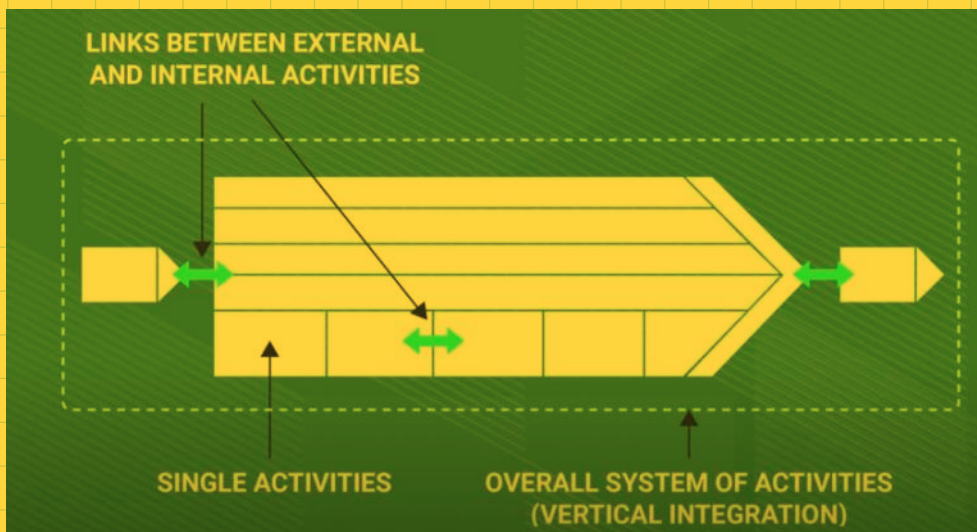 LINKS BETWEEN EXTERNAL
AND INTERNAL ACTIVITIES
SINGLE ACTIVITIES
OVERALL SYSTEM OF ACTIVITIES
(VERTICAL INTEGRATION)